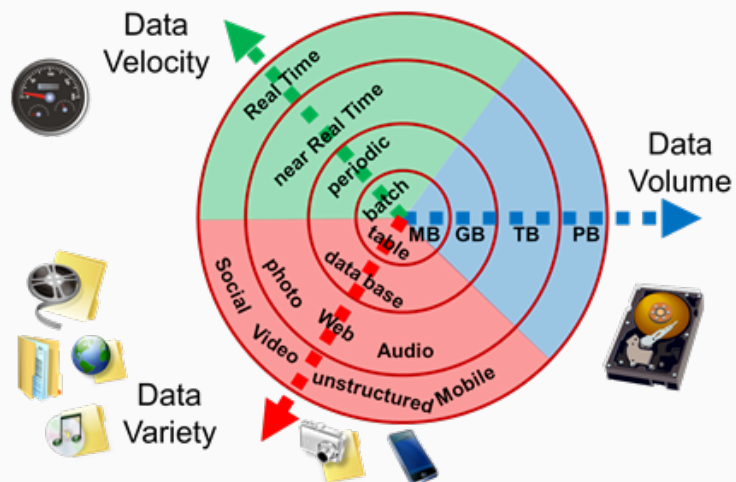 Data
Velocity
Real Time
near Real Time
periodic
batch
Data
Volume
MB GB TB PB
table
data base
photo Web Audio
Social Video unstructured Mobile
Data
Variety